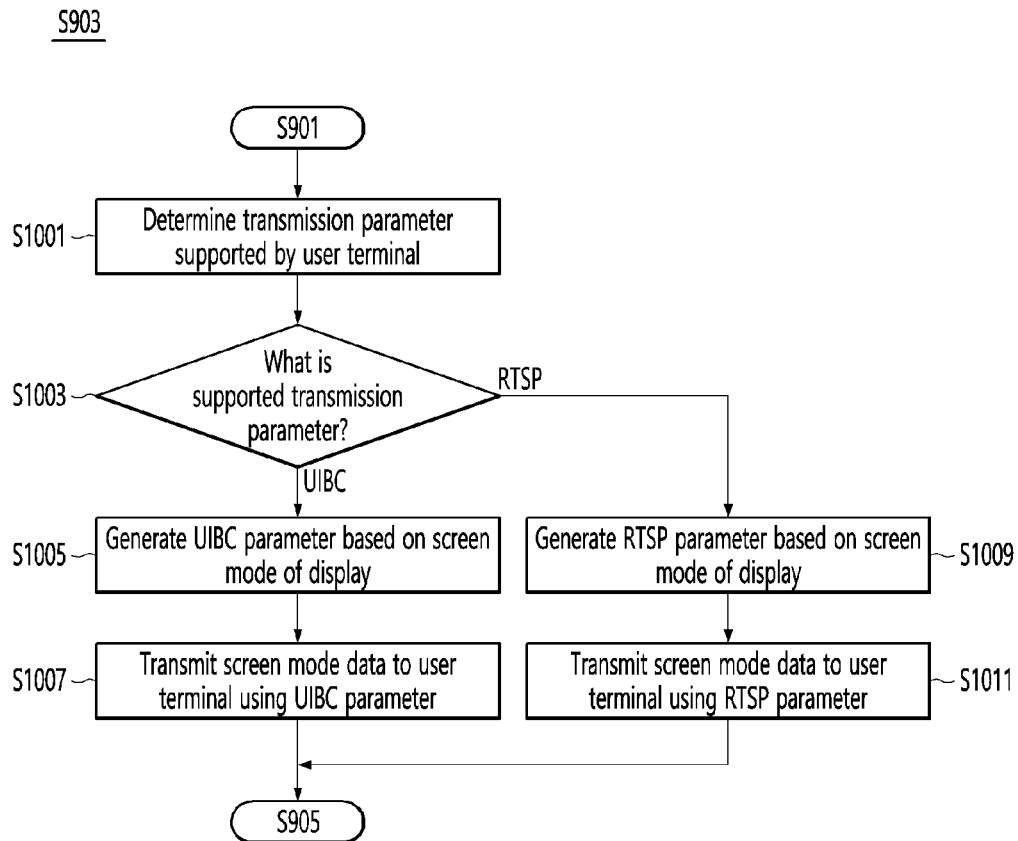 S903
S901
S1001
Determine transmission parameter
supported by user terminal
S1003
What is
supported transmission
parameter?
RTSP
UIBC
S1005
Generate UIBC parameter based on screen
mode of display
Generate RTSP parameter based on screen
mode of display
S1009
S1007
Transmit screen mode data to user
terminal using UIBC parameter
Transmit screen mode data to user
terminal using RTSP parameter
S1011
S905